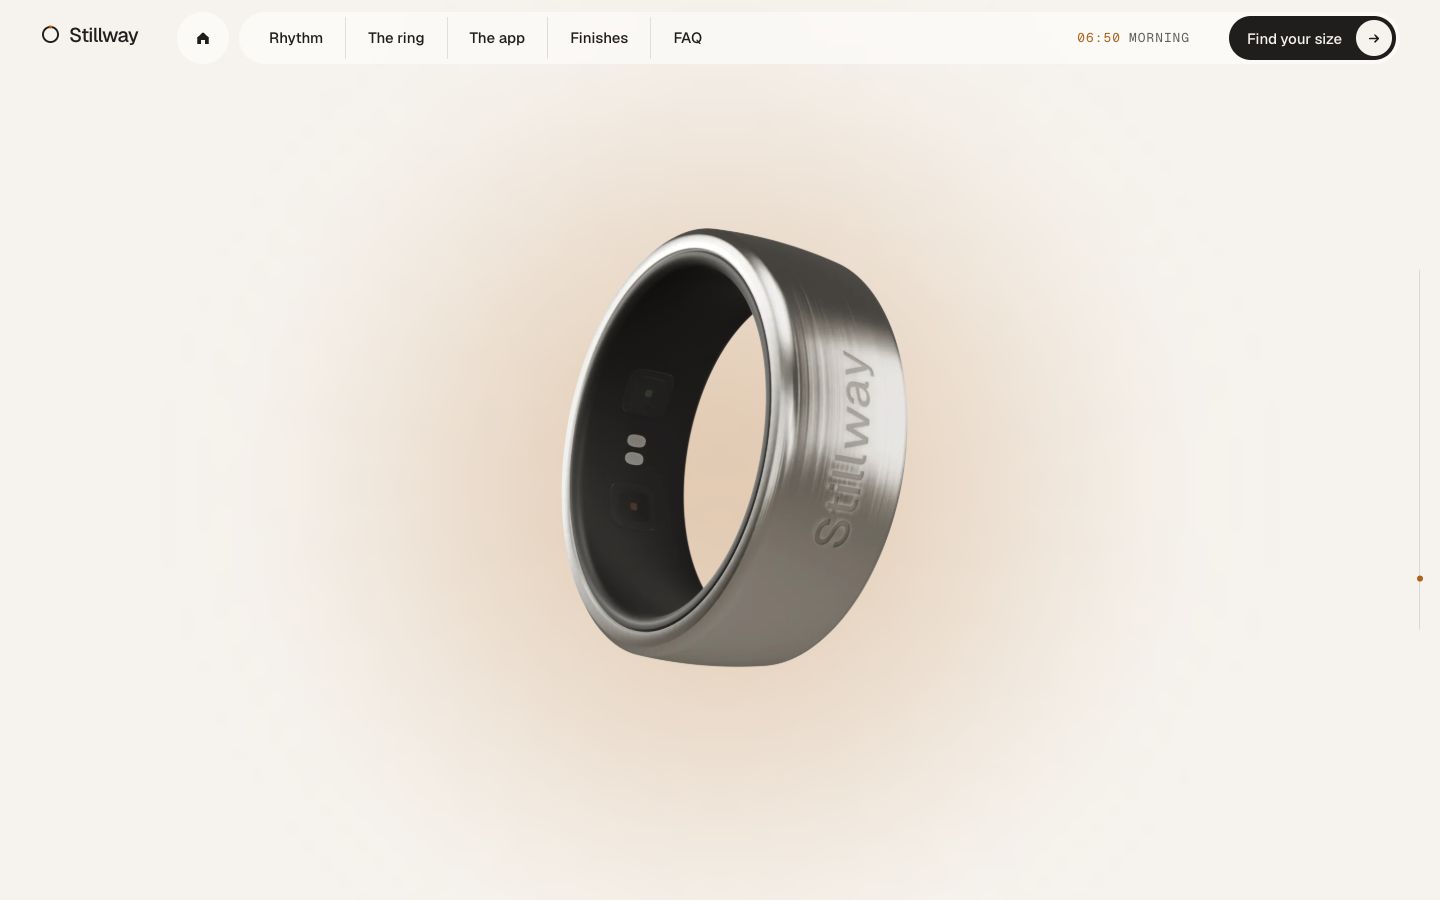 Stillway
Rhythm
The ring
The app
Finishes
FAQ
06:50 MORNING
Find your size
Stillway